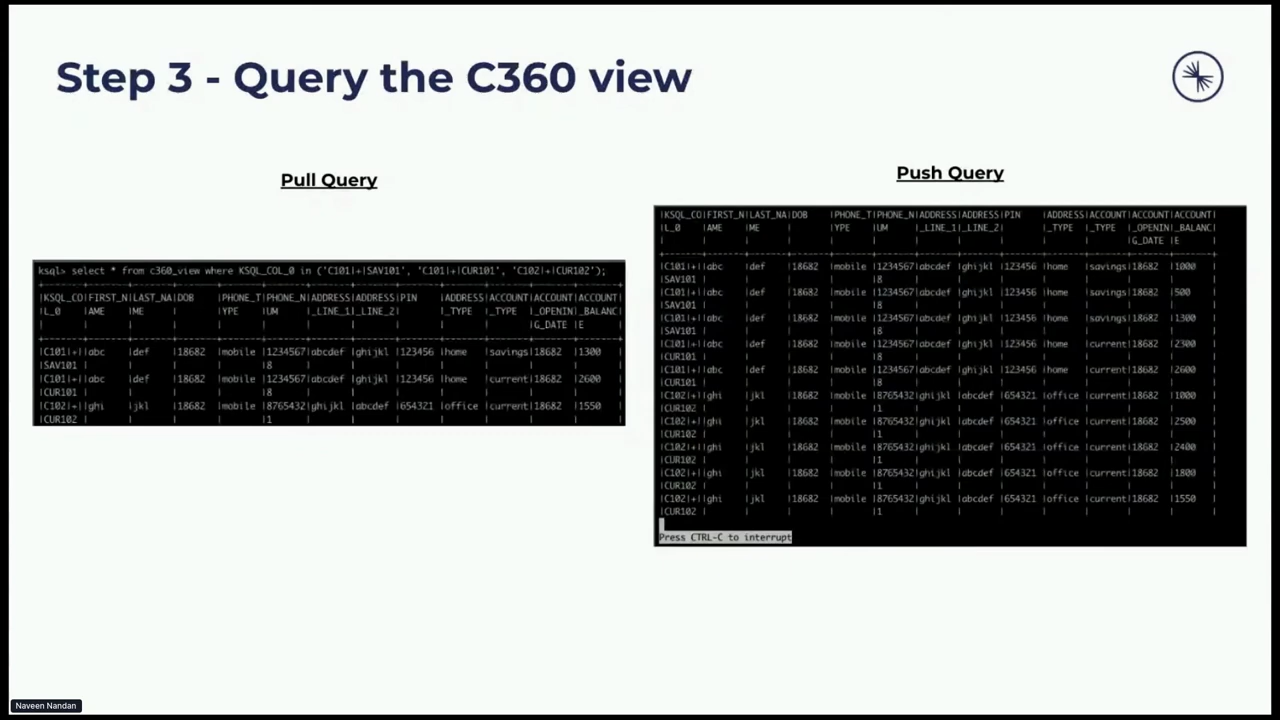 Step 3 - Query the C360 view
Pull Query
ksql> select * from c360_view where KSQL_COL_0 in ('C101|+|SAV101', 'C101|+|CUR101', 'C102|+|CUR102');
|KSQL_CO|FIRST_N|LAST_NA|DOB |PHONE_T|PHONE_N|ADDRESS|ADDRESS|PIN |ADDRESS|ACCOUNT|ACCOUNT|ACCOUNT|
|L_0 |AME |ME | |YPE |UM |_LINE_1|_LINE_2| |_TYPE |_TYPE |_OPENIN|_BALANC|
| | | | | | | | | | | |G_DATE |E |
|C101|+||abc |def |18682 |mobile |1234567|abcdef |ghijkl |123456 |home |savings|18682 |1300 |
|SAV101 | | | | |8 | | | | | | | |
|C101|+||abc |def |18682 |mobile |1234567|abcdef |ghijkl |123456 |home |current|18682 |2600 |
|CUR101 | | | | |8 | | | | | | | |
|C102|+||ghi |jkl |18682 |mobile |8765432|ghijkl |abcdef |654321 |office |current|18682 |1550 |
|CUR102 | | | | |1 | | | | | | | |
Push Query
|KSQL_CO|FIRST_N|LAST_NA|DOB |PHONE_T|PHONE_N|ADDRESS|ADDRESS|PIN |ADDRESS|ACCOUNT|ACCOUNT|ACCOUNT|
|L_0 |AME |ME | |YPE |UM |_LINE_1|_LINE_2| |_TYPE |_TYPE |_OPENIN|_BALANC|
| | | | | | | | | | | |G_DATE |E |
|C101|+||abc |def |18682 |mobile |1234567|abcdef |ghijkl |123456 |home |savings|18682 |1000 |
|SAV101 | | | | |8 | | | | | | | |
|C101|+||abc |def |18682 |mobile |1234567|abcdef |ghijkl |123456 |home |savings|18682 |500 |
|SAV101 | | | | |8 | | | | | | | |
|C101|+||abc |def |18682 |mobile |1234567|abcdef |ghijkl |123456 |home |savings|18682 |1300 |
|SAV101 | | | | |8 | | | | | | | |
|C101|+||abc |def |18682 |mobile |1234567|abcdef |ghijkl |123456 |home |current|18682 |2300 |
|CUR101 | | | | |8 | | | | | | | |
|C101|+||abc |def |18682 |mobile |1234567|abcdef |ghijkl |123456 |home |current|18682 |2600 |
|CUR101 | | | | |8 | | | | | | | |
|C102|+||ghi |jkl |18682 |mobile |8765432|ghijkl |abcdef |654321 |office |current|18682 |1000 |
|CUR102 | | | | |1 | | | | | | | |
|C102|+||ghi |jkl |18682 |mobile |8765432|ghijkl |abcdef |654321 |office |current|18682 |2500 |
|CUR102 | | | | |1 | | | | | | | |
|C102|+||ghi |jkl |18682 |mobile |8765432|ghijkl |abcdef |654321 |office |current|18682 |2400 |
|CUR102 | | | | |1 | | | | | | | |
|C102|+||ghi |jkl |18682 |mobile |8765432|ghijkl |abcdef |654321 |office |current|18682 |1800 |
|CUR102 | | | | |1 | | | | | | | |
|C102|+||ghi |jkl |18682 |mobile |8765432|ghijkl |abcdef |654321 |office |current|18682 |1550 |
|CUR102 | | | | |1 | | | | | | | |
Press CTRL-C to interrupt
Naveen Nandan